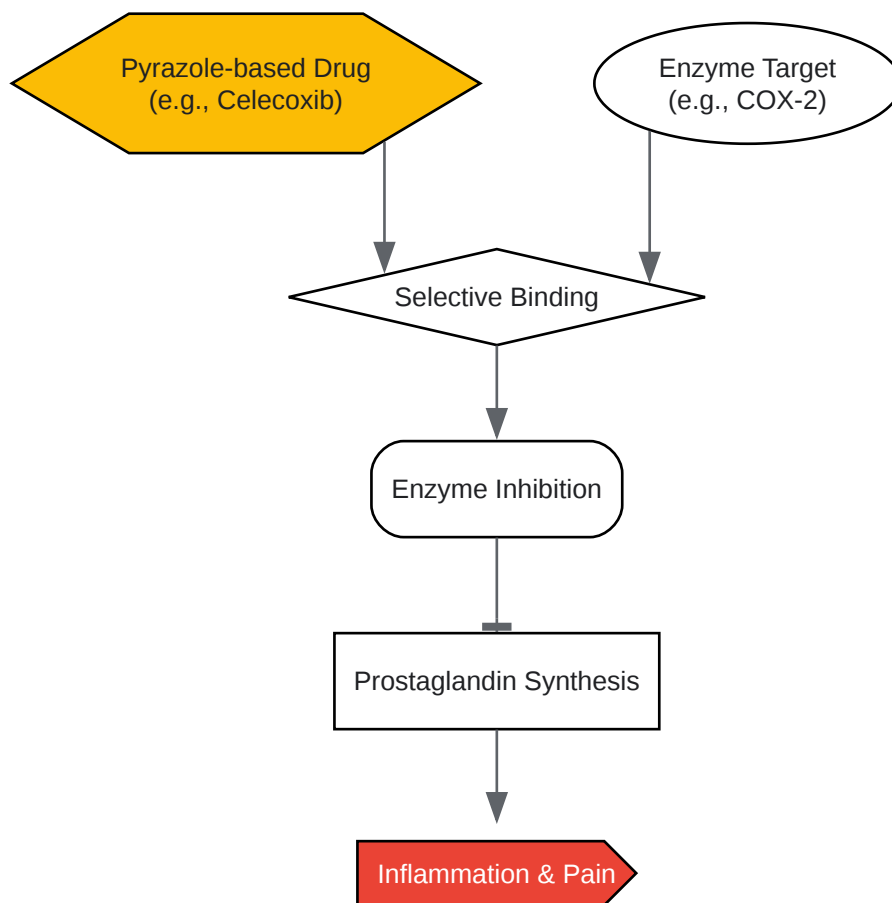 Pyrazole-based Drug
(e.g., Celecoxib)
Enzyme Target
(e.g., COX-2)
Selective Binding
Enzyme Inhibition
Prostaglandin Synthesis
Inflammation & Pain